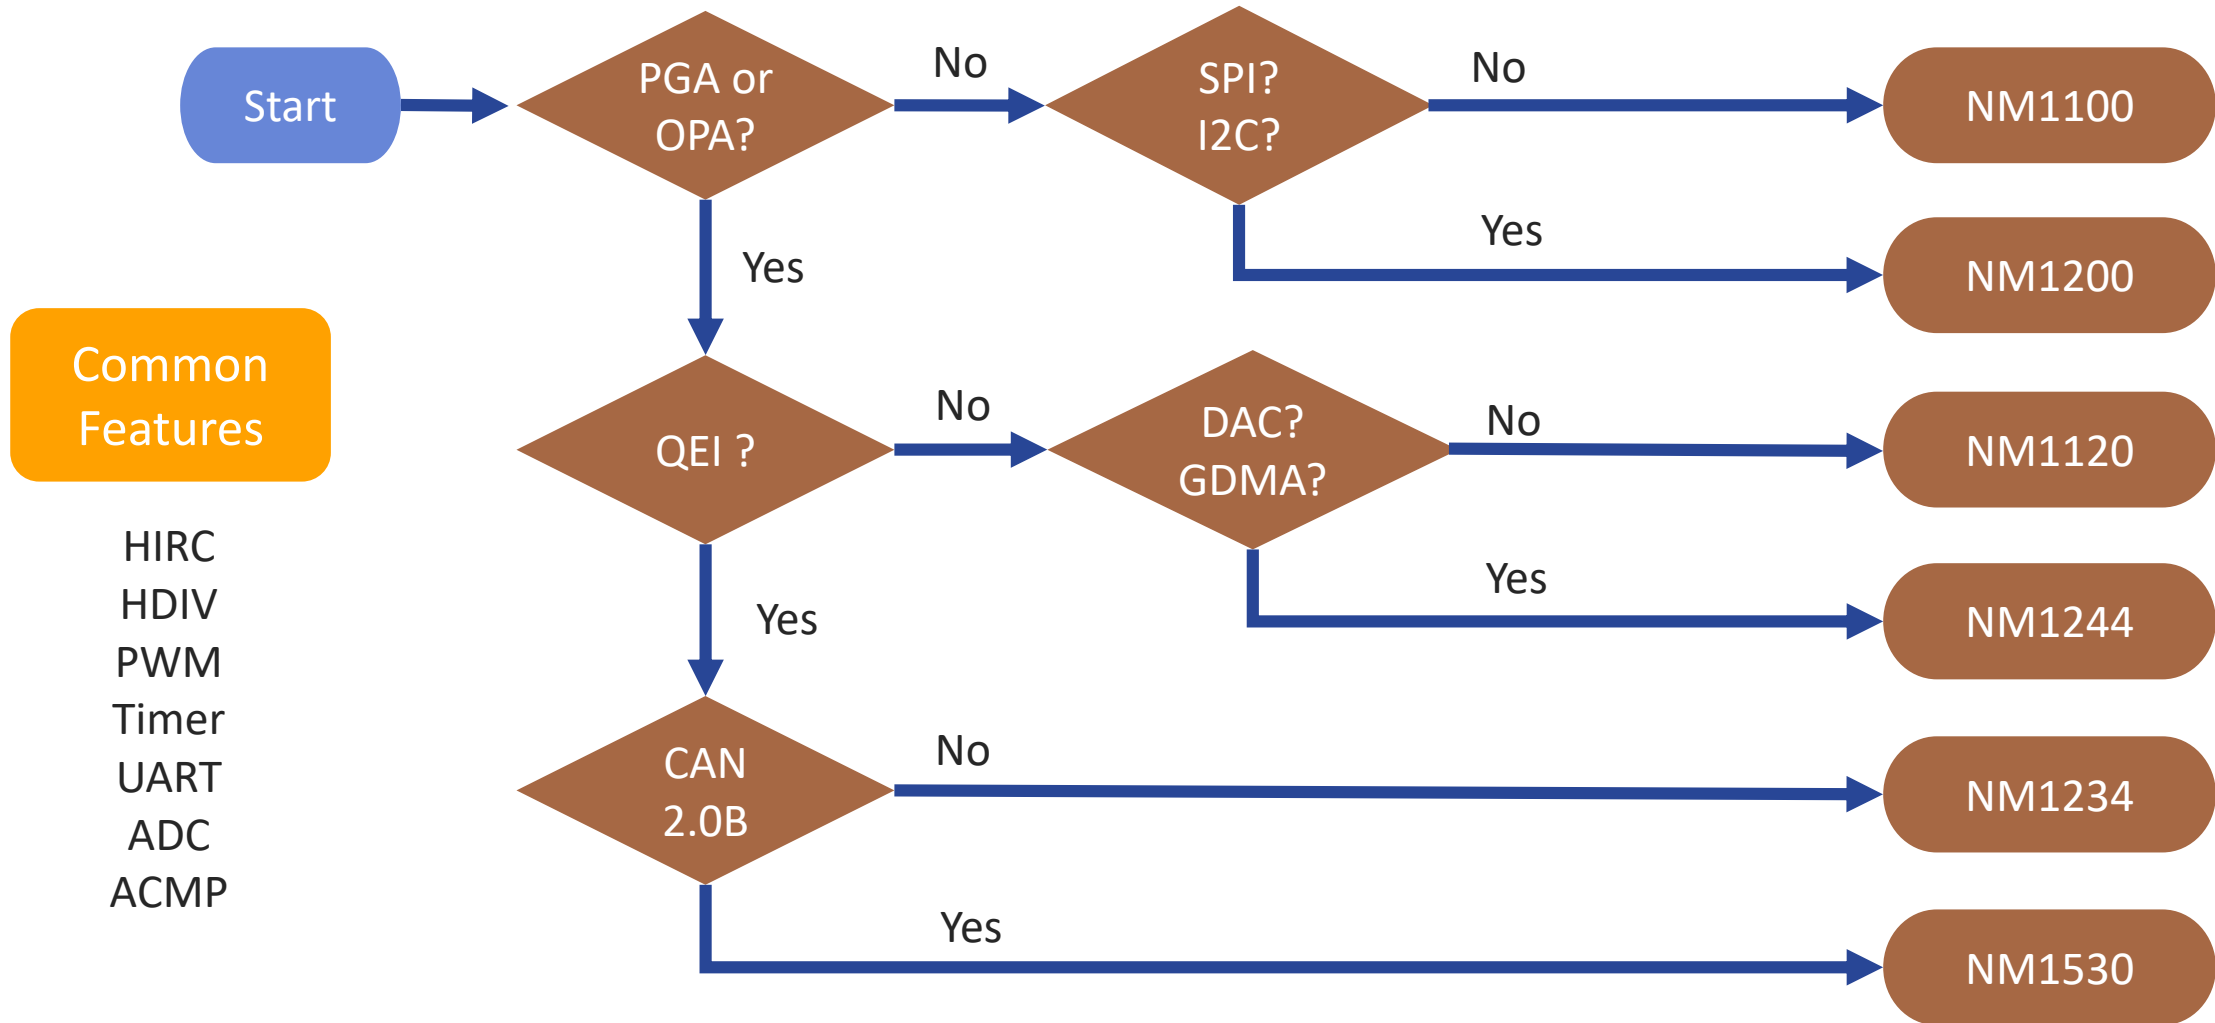 Start
PGA or
OPA?
No
SPI?
I2C?
No
NM1100
Yes
NM1200
Yes
Common
Features
QEI ?
No
DAC?
GDMA?
No
NM1120
Yes
NM1244
Yes
HIRC
HDIV
PWM
Timer
UART
ADC
ACMP
CAN
2.0B
No
NM1234
Yes
NM1530